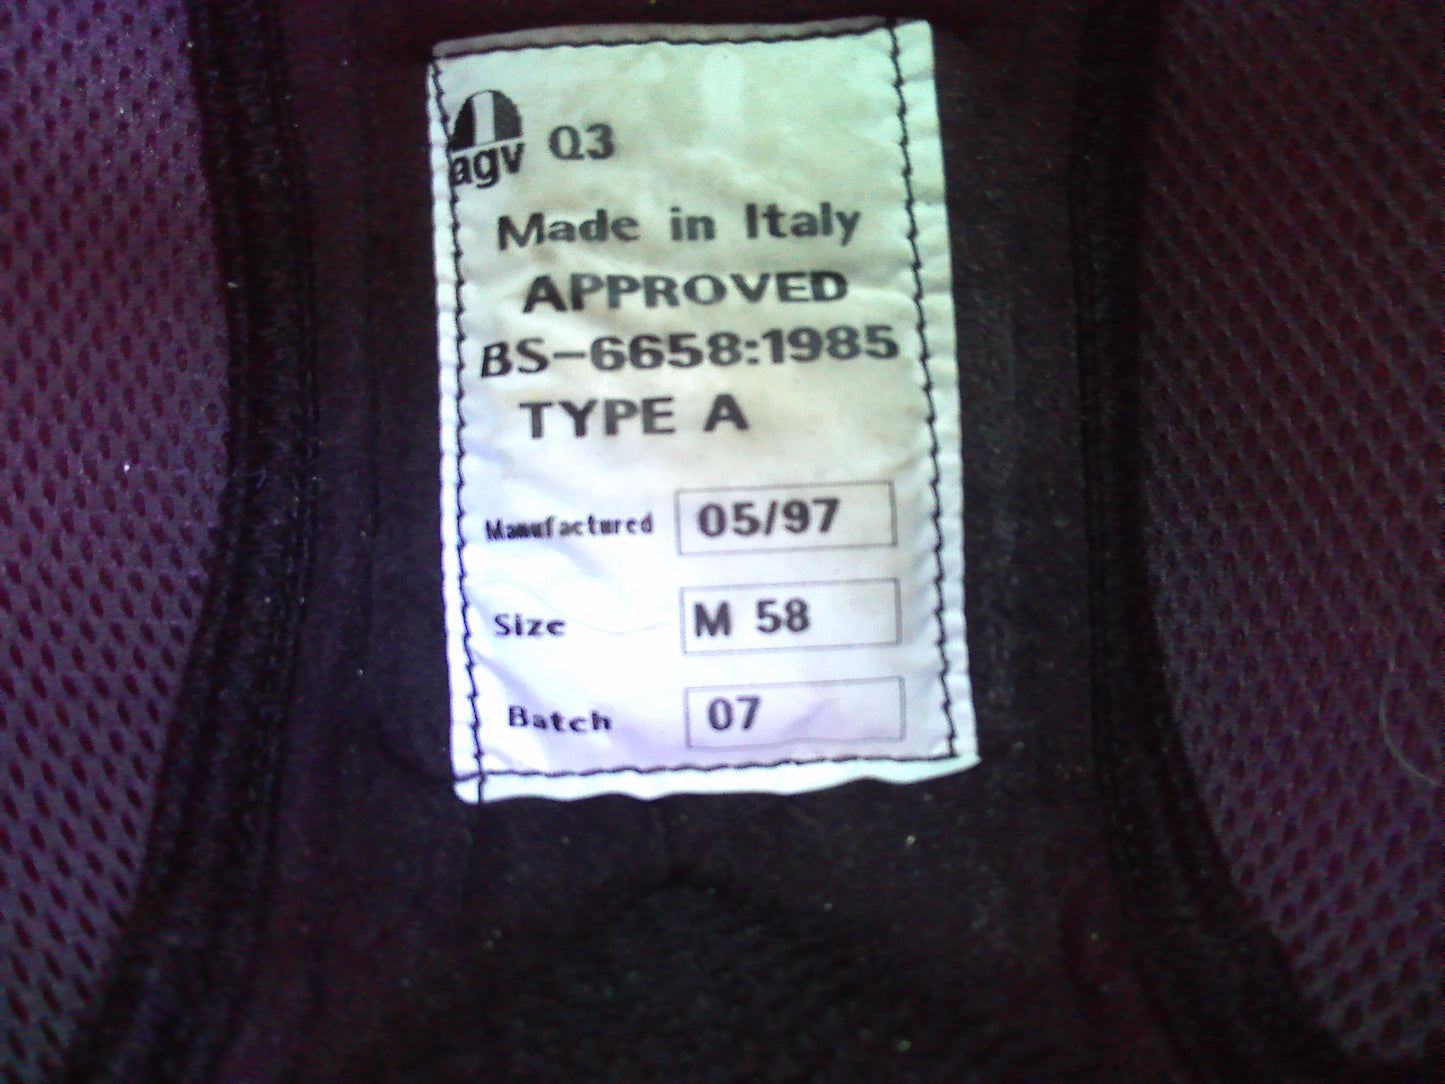 agv Q3
Made in Italy
APPROVED
BS-6658:1985
TYPE A
Manufactured 05/97
Size M 58
Batch 07